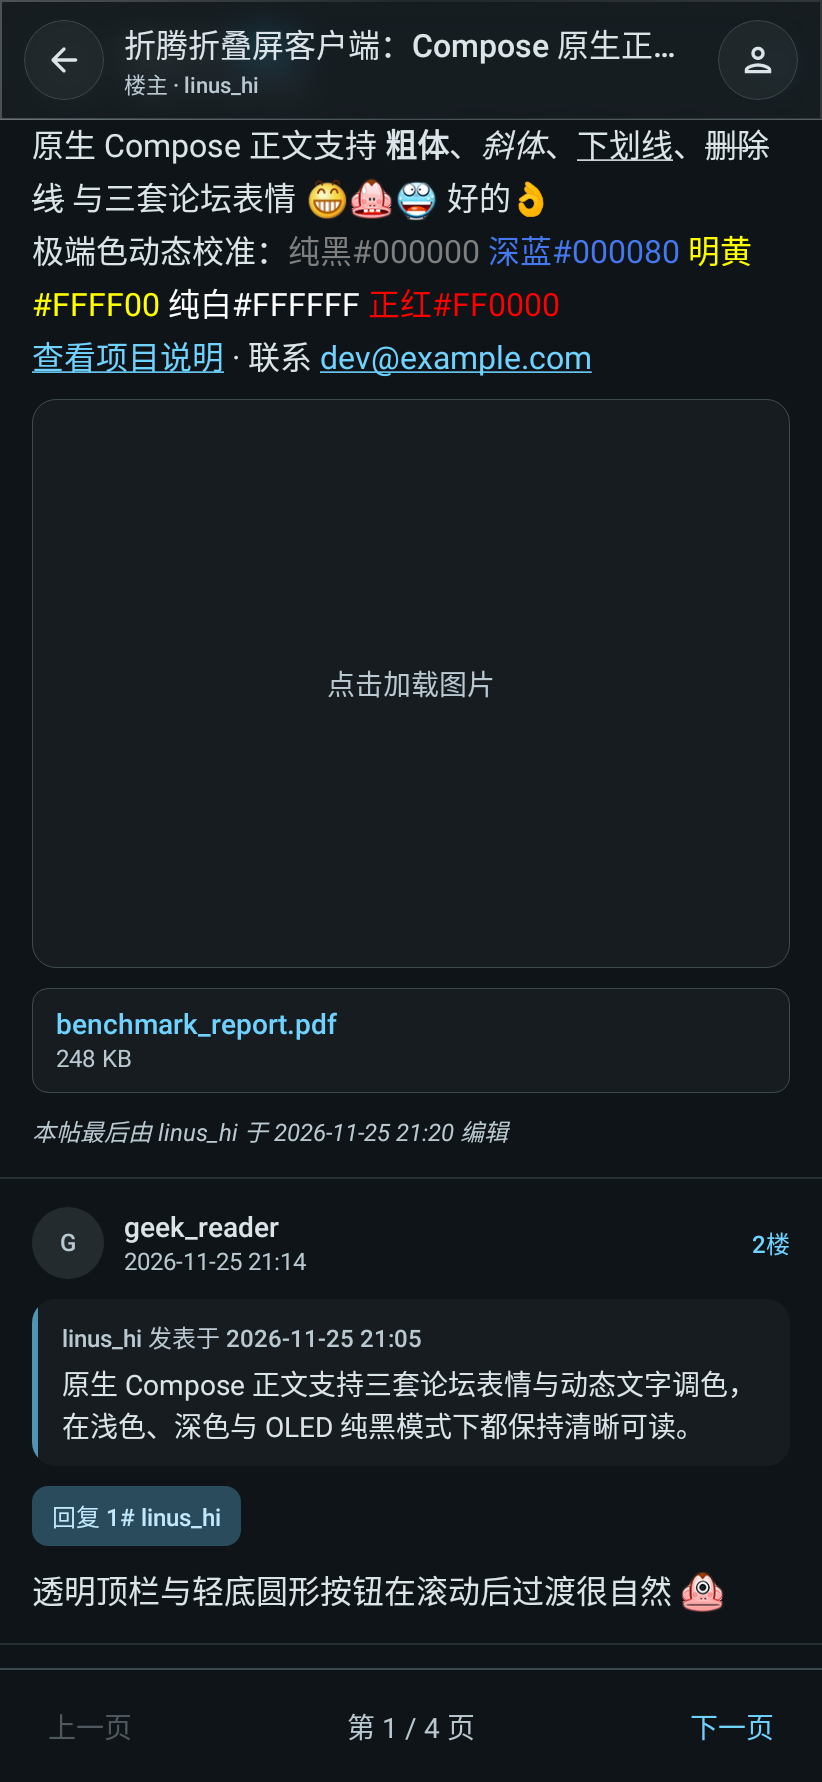 折腾折叠屏客户端：Compose 原生正…
楼主 · linus_hi
原生 Compose 正文支持 粗体、斜体、下划线、删除
线 与三套论坛表情 好的
极端色动态校准：纯黑#000000 深蓝#000080 明黄
#FFFF00 纯白#FFFFFF 正红#FF0000
查看项目说明 · 联系 dev@example.com
点击加载图片
benchmark_report.pdf
248 KB
本帖最后由 linus_hi 于 2026-11-25 21:20 编辑
G
geek_reader
2026-11-25 21:14
2楼
linus_hi 发表于 2026-11-25 21:05
原生 Compose 正文支持三套论坛表情与动态文字调色，
在浅色、深色与 OLED 纯黑模式下都保持清晰可读。
回复 1# linus_hi
透明顶栏与轻底圆形按钮在滚动后过渡很自然
上一页
第 1 / 4 页
下一页